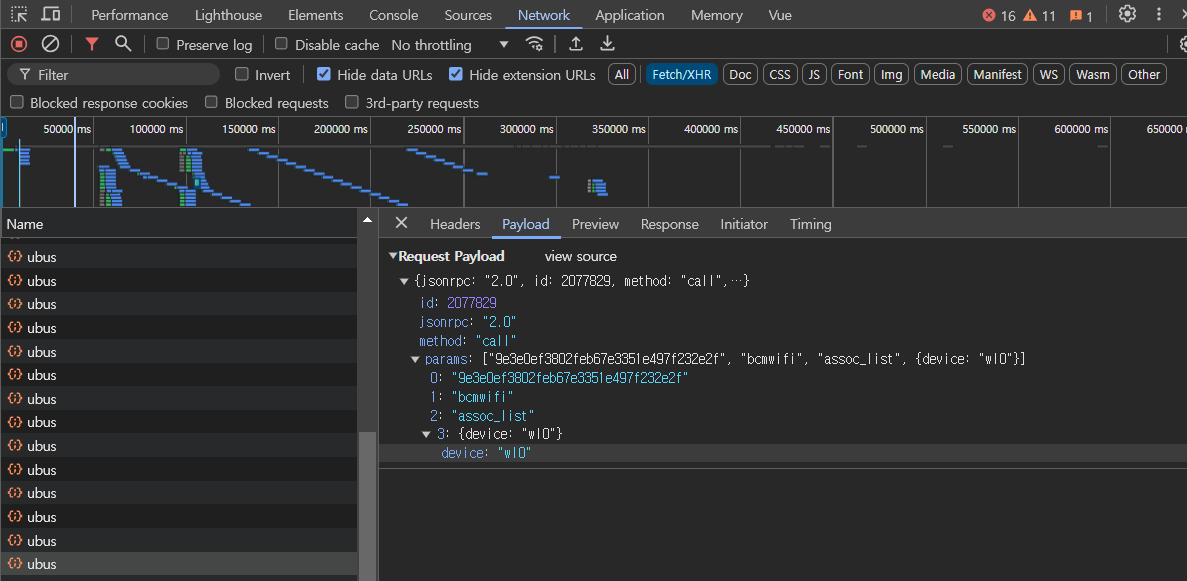 Performance Lighthouse Elements Console Sources Network Application Memory Vue 16 11 1
Preserve log Disable cache No throttling
Filter Invert Hide data URLs Hide extension URLs All Fetch/XHR Doc CSS JS Font Img Media Manifest WS Wasm Other
Blocked response cookies Blocked requests 3rd-party requests
50000 ms 100000 ms 150000 ms 200000 ms 250000 ms 300000 ms 350000 ms 400000 ms 450000 ms 500000 ms 550000 ms 600000 ms 650000
Name Headers Payload Preview Response Initiator Timing
ubus
ubus
ubus
ubus
ubus
ubus
ubus
ubus
ubus
ubus
ubus
ubus
ubus
ubus
Request Payload view source
{jsonrpc: "2.0", id: 2077829, method: "call",…}
id: 2077829
jsonrpc: "2.0"
method: "call"
params: ["9e3e0ef3802feb67e3351e497f232e2f", "bcmwifi", "assoc_list", {device: "wl0"}]
0: "9e3e0ef3802feb67e3351e497f232e2f"
1: "bcmwifi"
2: "assoc_list"
3: {device: "wl0"}
device: "wl0"